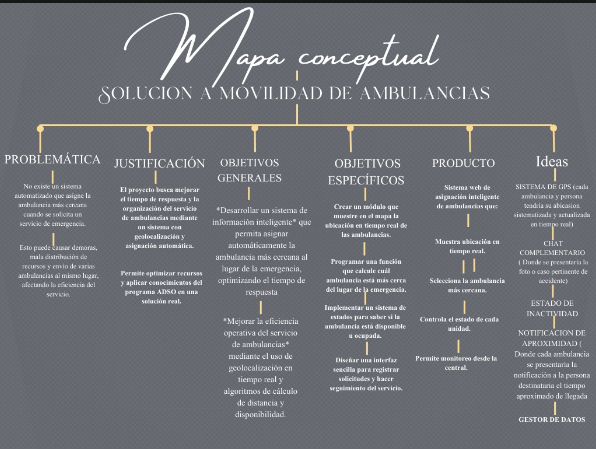 Mapa conceptual
SOLUCION A MOVILIDAD DE AMBULANCIAS
PROBLEMÁTICA
No existe un sistema
automatizado que asigne la
ambulancia más cercana
cuando se solicita un
servicio de emergencia.
Esto puede causar demoras,
mala distribución de
recursos y envío de varias
ambulancias al mismo lugar,
afectando la eficiencia del
servicio.
JUSTIFICACIÓN
El proyecto busca mejorar
el tiempo de respuesta y la
organización del servicio
de ambulancias mediante
un sistema con
geolocalización y
asignación automática.
Permite optimizar recursos
y aplicar conocimientos del
programa ADSO en una
solución real.
OBJETIVOS
GENERALES
*Desarrollar un sistema de
información inteligente* que
permita asignar
automáticamente la
ambulancia más cercana al
lugar de la emergencia,
optimizando el tiempo de
respuesta
*Mejorar la eficiencia
operativa del servicio
de ambulancias*
mediante el uso de
geolocalización en
tiempo real y
algoritmos de cálculo
de distancia y
disponibilidad.
OBJETIVOS
ESPECÍFICOS
Crear un módulo que
muestre en el mapa la
ubicación en tiempo real de
las ambulancias.
Programar una función
que calcule cuál
ambulancia está más cerca
del lugar de la emergencia.
Implementar un sistema de
estados para saber si la
ambulancia está disponible
u ocupada.
Diseñar una interfaz
sencilla para registrar
solicitudes y hacer
seguimiento del servicio.
PRODUCTO
Sistema web de
asignación inteligente
de ambulancias que:
Muestra ubicación en
tiempo real.
Selecciona la ambulancia
más cercana.
Controla el estado de cada
unidad.
Permite monitoreo desde la
central.
Ideas
SISTEMA DE GPS (cada
ambulancia y persona
tendría su ubicasion
sistematizada y actualizada
en tiempo real)
CHAT
COMPLEMENTARIO
( Donde se presentaria la
foto o caso pertinente de
accidente)
ESTADO DE
INACTIVIDAD
NOTIFICACION DE
APROXIMIDAD (
Donde cada ambulancia
se presentaria la
notificación a la persona
destinataria el tiempo
aproximado de llegada
GESTOR DE DATOS